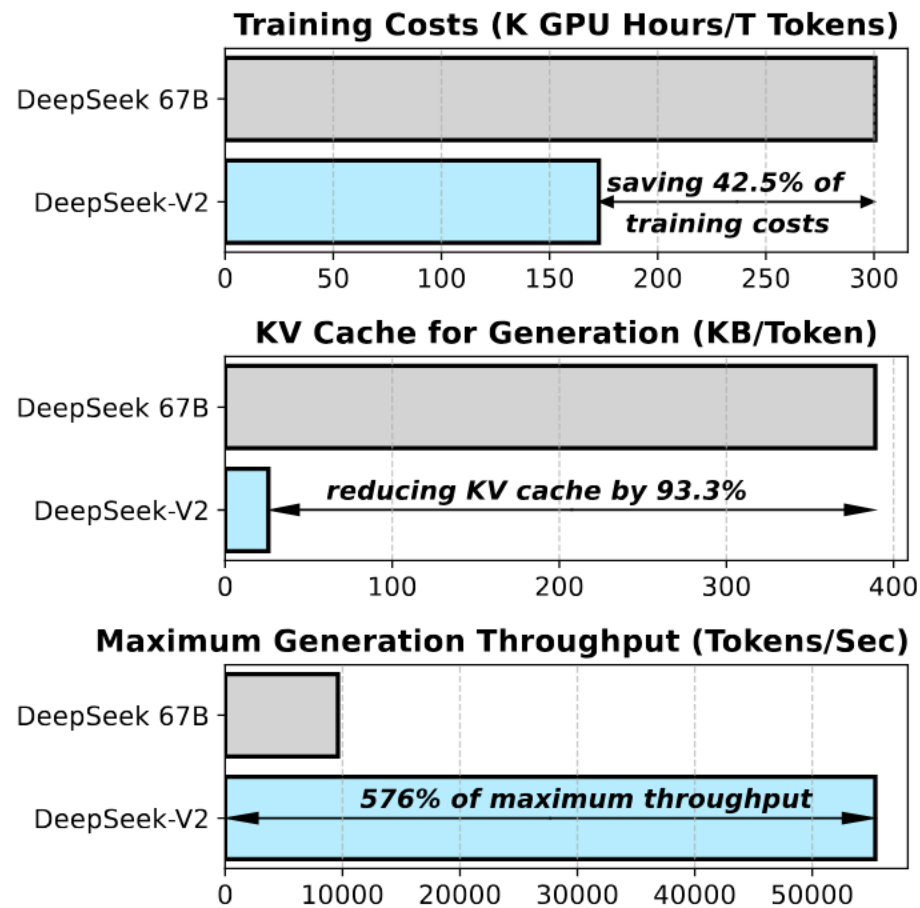 Training Costs (K GPU Hours/T Tokens)
DeepSeek 67B
DeepSeek-V2
saving 42.5% of
training costs
0 50 100 150 200 250 300
KV Cache for Generation (KB/Token)
DeepSeek 67B
reducing KV cache by 93.3%
DeepSeek-V2
0 100 200 300 400
Maximum Generation Throughput (Tokens/Sec)
DeepSeek 67B
576% of maximum throughput
DeepSeek-V2
0 10000 20000 30000 40000 50000